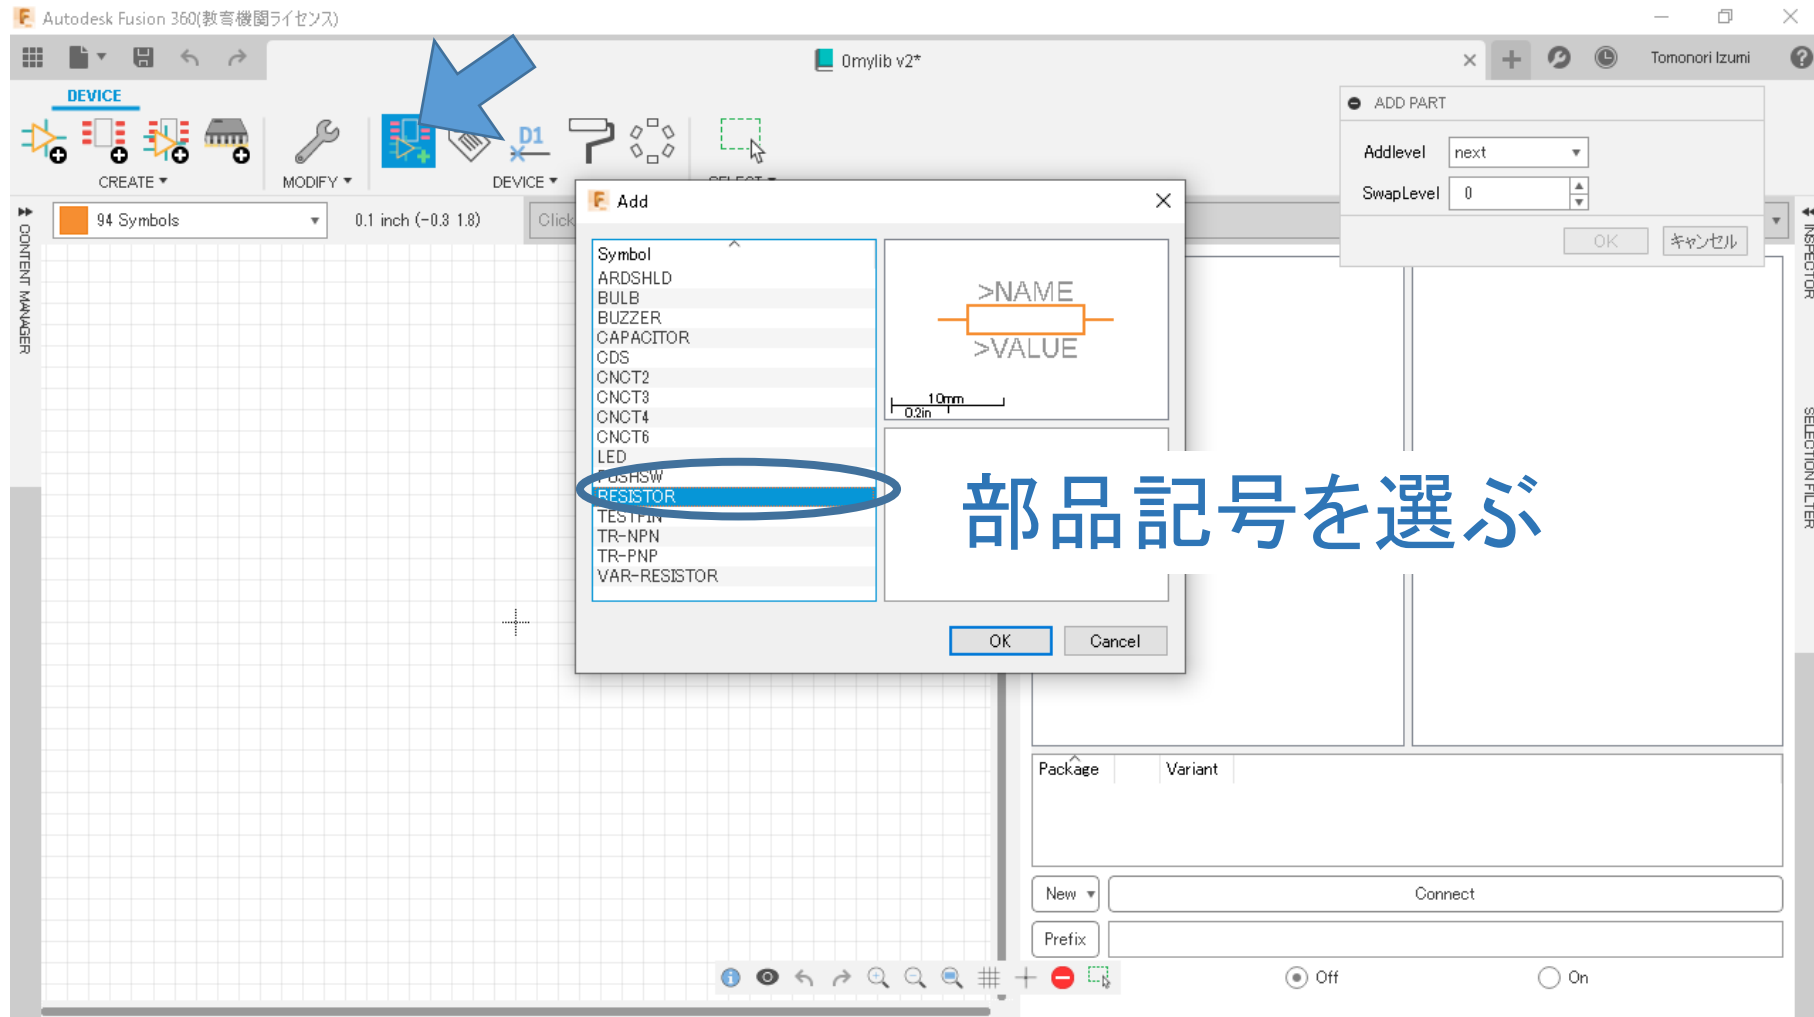 Autodesk Fusion 360(教育機関ライセンス)
0mylib v2*
Tomonori Izumi
DEVICE
CREATE
MODIFY
DEVICE
D1
ADD PART
Addlevel next
SwapLevel 0
OK キャンセル
94 Symbols
0.1 inch (-0.3 1.8)
Click
CONTENT MANAGER
INSPECTOR
SELECTION FILTER
Add
Symbol
ARDSHLD
BULB
BUZZER
CAPACITOR
CDS
CNCT2
CNCT3
CNCT4
CNCT6
LED
PUSHSW
RESISTOR
TESTPIN
TR-NPN
TR-PNP
VAR-RESISTOR
>NAME
>VALUE
10mm
0.2in
部品記号を選ぶ
OK Cancel
Package Variant
New Connect
Prefix
Off On